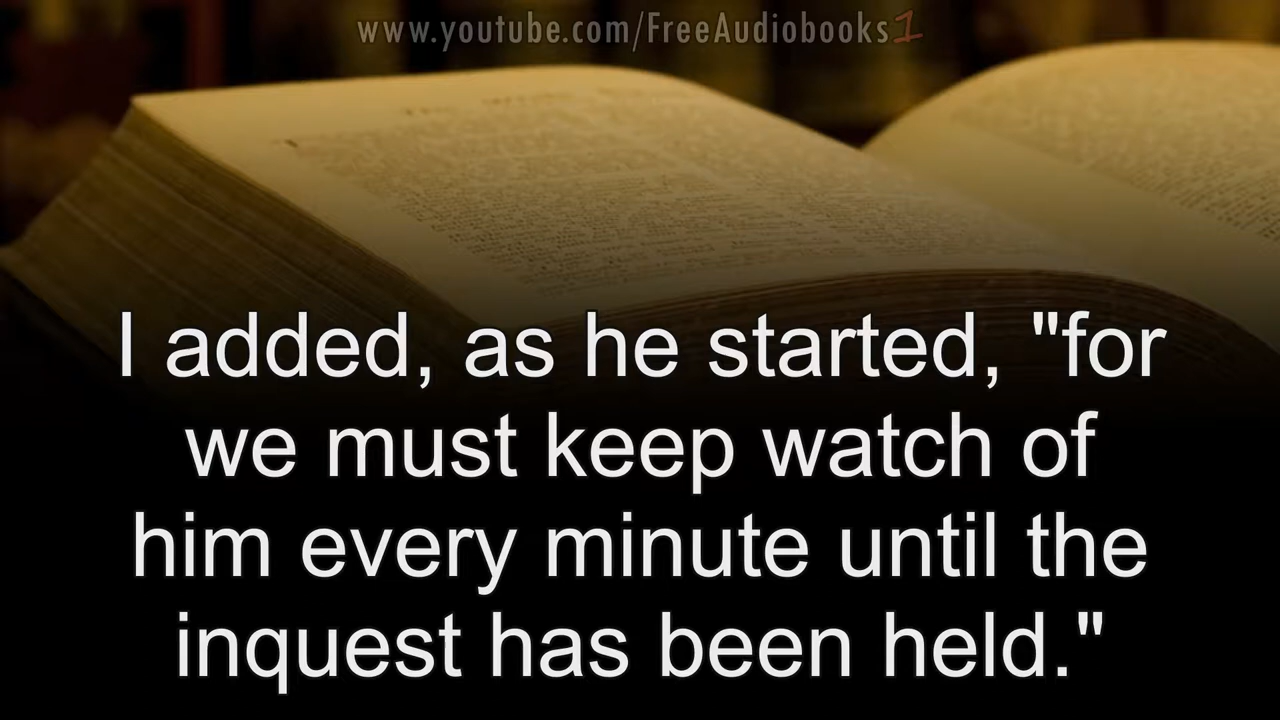 www.youtube.com/FreeAudiobooks1
I added, as he started, "for
we must keep watch of
him every minute until the
inquest has been held."